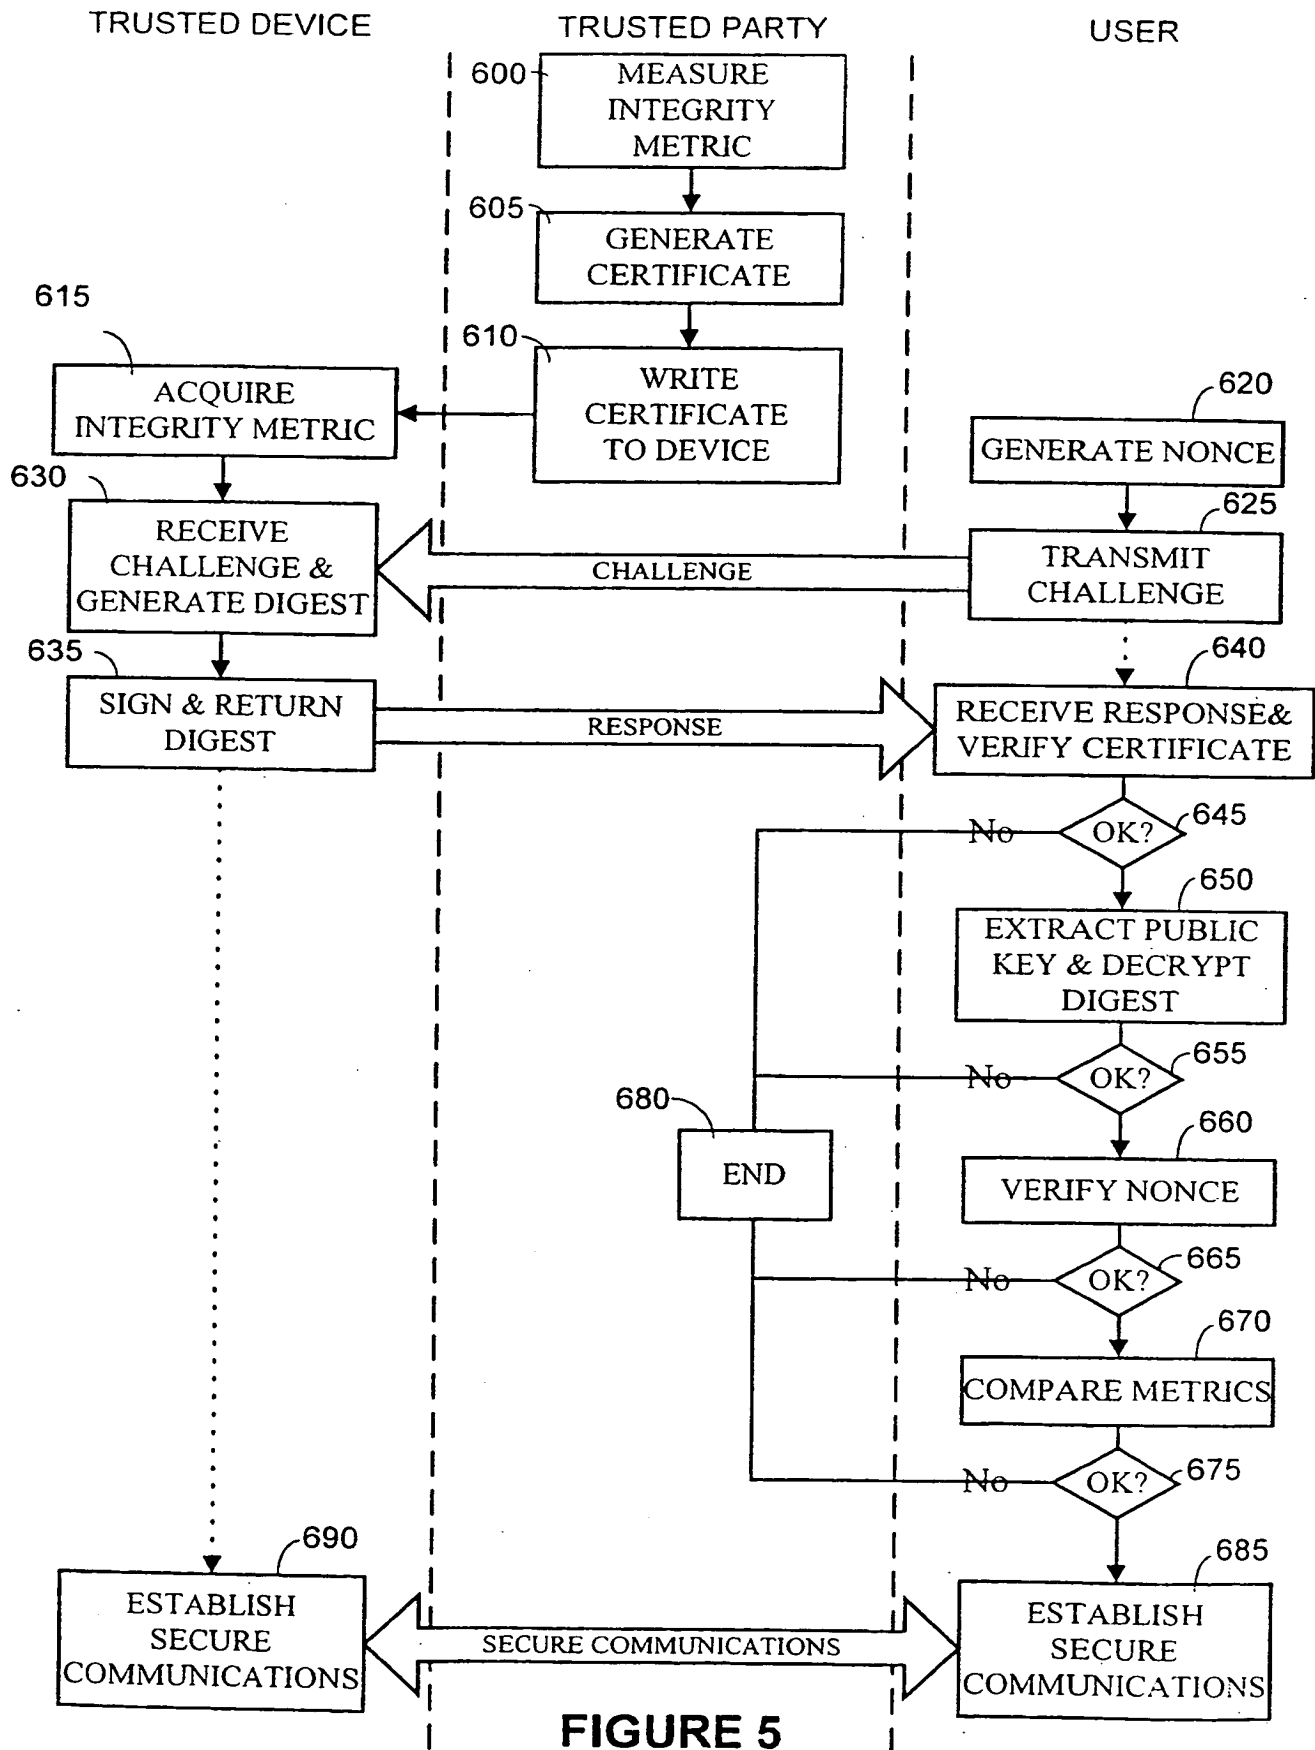 TRUSTED DEVICE
TRUSTED PARTY
USER
600
MEASURE
INTEGRITY
METRIC
605
GENERATE
CERTIFICATE
610
WRITE
CERTIFICATE
TO DEVICE
615
ACQUIRE
INTEGRITY METRIC
620
GENERATE NONCE
625
TRANSMIT
CHALLENGE
CHALLENGE
630
RECEIVE
CHALLENGE &
GENERATE DIGEST
635
SIGN & RETURN
DIGEST
RESPONSE
640
RECEIVE RESPONSE&
VERIFY CERTIFICATE
645
OK?
No
650
EXTRACT PUBLIC
KEY & DECRYPT
DIGEST
655
OK?
No
680
END
660
VERIFY NONCE
665
OK?
No
670
COMPARE METRICS
675
OK?
No
690
ESTABLISH
SECURE
COMMUNICATIONS
SECURE COMMUNICATIONS
685
ESTABLISH
SECURE
COMMUNICATIONS
FIGURE 5